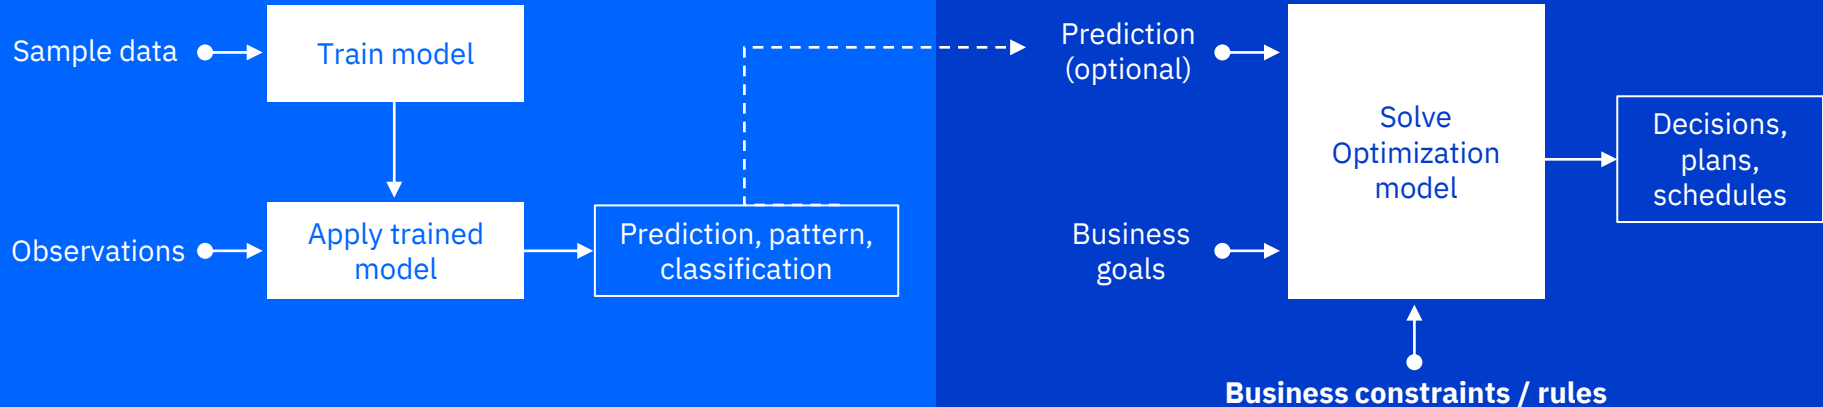 Sample data
Train model
Observations
Apply trained
model
Prediction, pattern,
classification
Prediction
(optional)
Business
goals
Solve
Optimization
model
Business constraints / rules
Decisions,
plans,
schedules